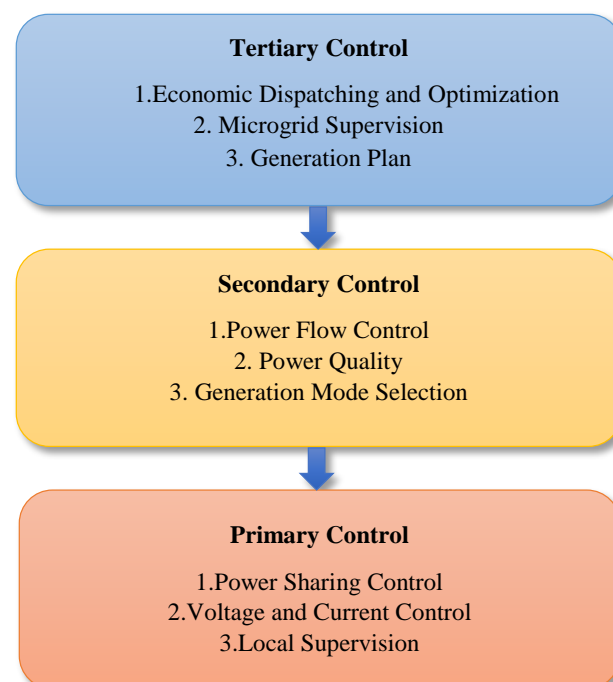 Tertiary Control
1.Economic Dispatching and Optimization
2. Microgrid Supervision
3. Generation Plan
Secondary Control
1.Power Flow Control
2. Power Quality
3. Generation Mode Selection
Primary Control
1.Power Sharing Control
2.Voltage and Current Control
3.Local Supervision